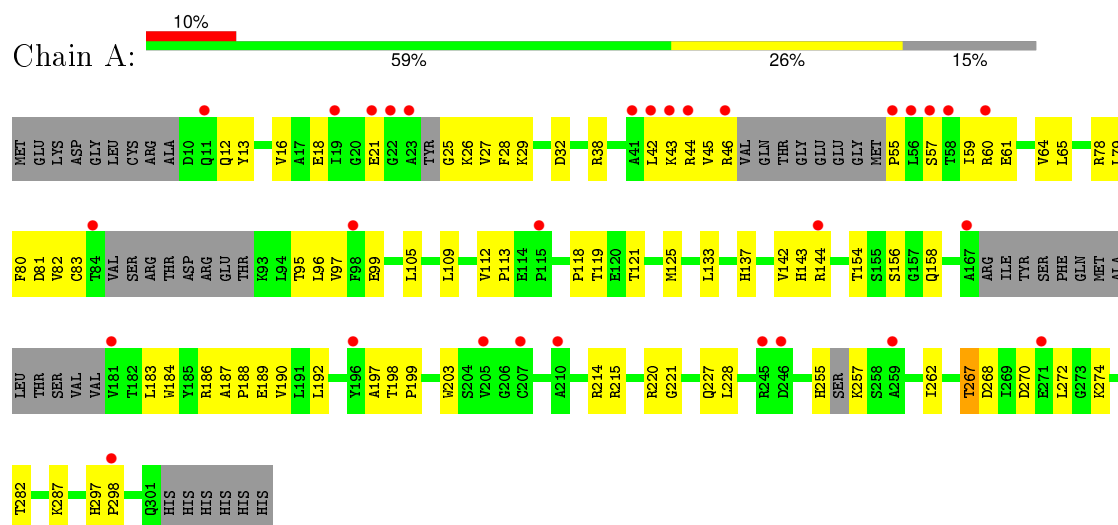 10%
Chain A:
59% 26% 15%
MET GLU LYS ASP GLY LEU CYS ARG ALA D10 Q11 Q12 Y13 V16 A17 E18 I19 G20 E21 G22 A23 TYR G25 K26 V27 F28 K29 D32 R38 A41 L42 K43 R44 V45 R46 VAL GLN THR GLY GLU GLU GLY MET P55 L56 S57 T58 I59 R60 E61 V64 L65 R78 L79
F80 D81 V82 C83 T84 VAL SER ARG THR ASP ARG GLU THR K93 L94 T95 L96 V97 F98 E99 L105 L109 V112 P113 E114 P115 P118 T119 E120 T121 M125 L133 H137 V142 H143 R144 T154 S155 S156 G157 Q158 A167 ARG ILE TYR SER PHE GLN MET ALA
LEU THR SER VAL VAL V181 T182 L183 W184 Y185 R186 A187 P188 E189 V190 L191 L192 Y196 A197 T198 P199 W203 S204 V205 G206 C207 A210 R214 R215 R220 G221 Q227 L228 R245 D246 H255 SER K257 S258 A259 I262 T267 D268 I269 D270 E271 L272 G273 K274
T282 K287 H297 P298 Q301 HIS HIS HIS HIS HIS HIS